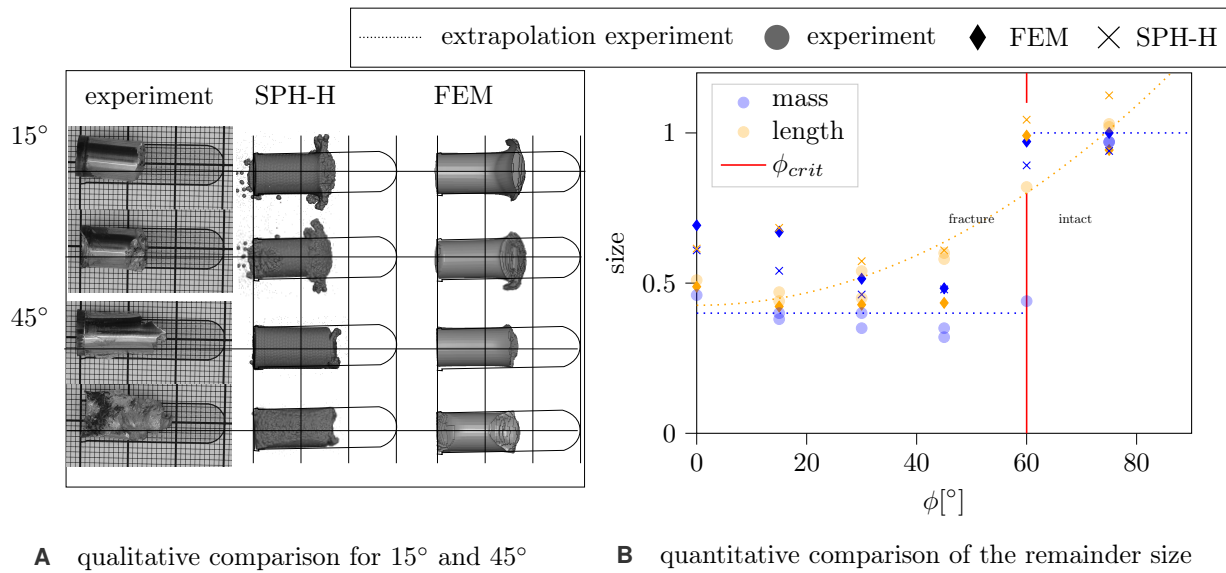 extrapolation experiment experiment FEM SPH-H
experiment SPH-H FEM
15°
45°
mass
length
ϕcrit
fracture intact
size
1
0.5
0
0 20 40 60 80
ϕ[°]
A qualitative comparison for 15° and 45°
B quantitative comparison of the remainder size